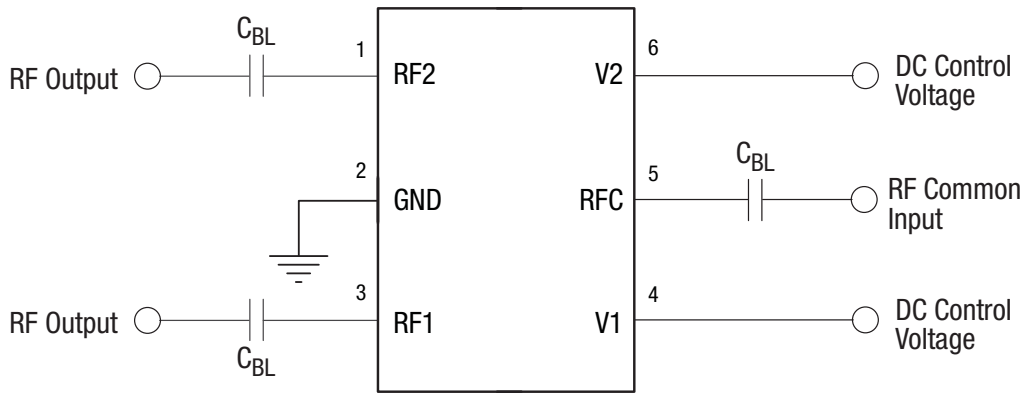 C_BL
1
6
RF Output
RF2
V2
DC Control
Voltage
2
C_BL
5
GND
RFC
RF Common
Input
3
4
RF Output
RF1
V1
DC Control
Voltage
C_BL